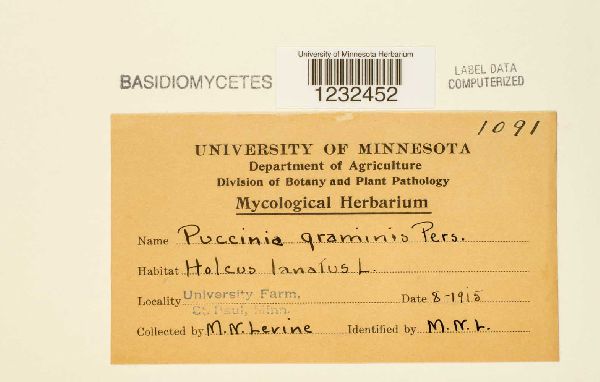 University of Minnesota Herbarium
1232452
BASIDIOMYCETES
LABEL DATA
COMPUTERIZED
1091
UNIVERSITY OF MINNESOTA
Department of Agriculture
Division of Botany and Plant Pathology
Mycological Herbarium
Name Puccinia graminis Pers.
Habitat Holcus lanatus L.
Locality University Farm, St. Paul, Minn. Date 8-1915
Collected by M.N. Levine Identified by M.N.L.